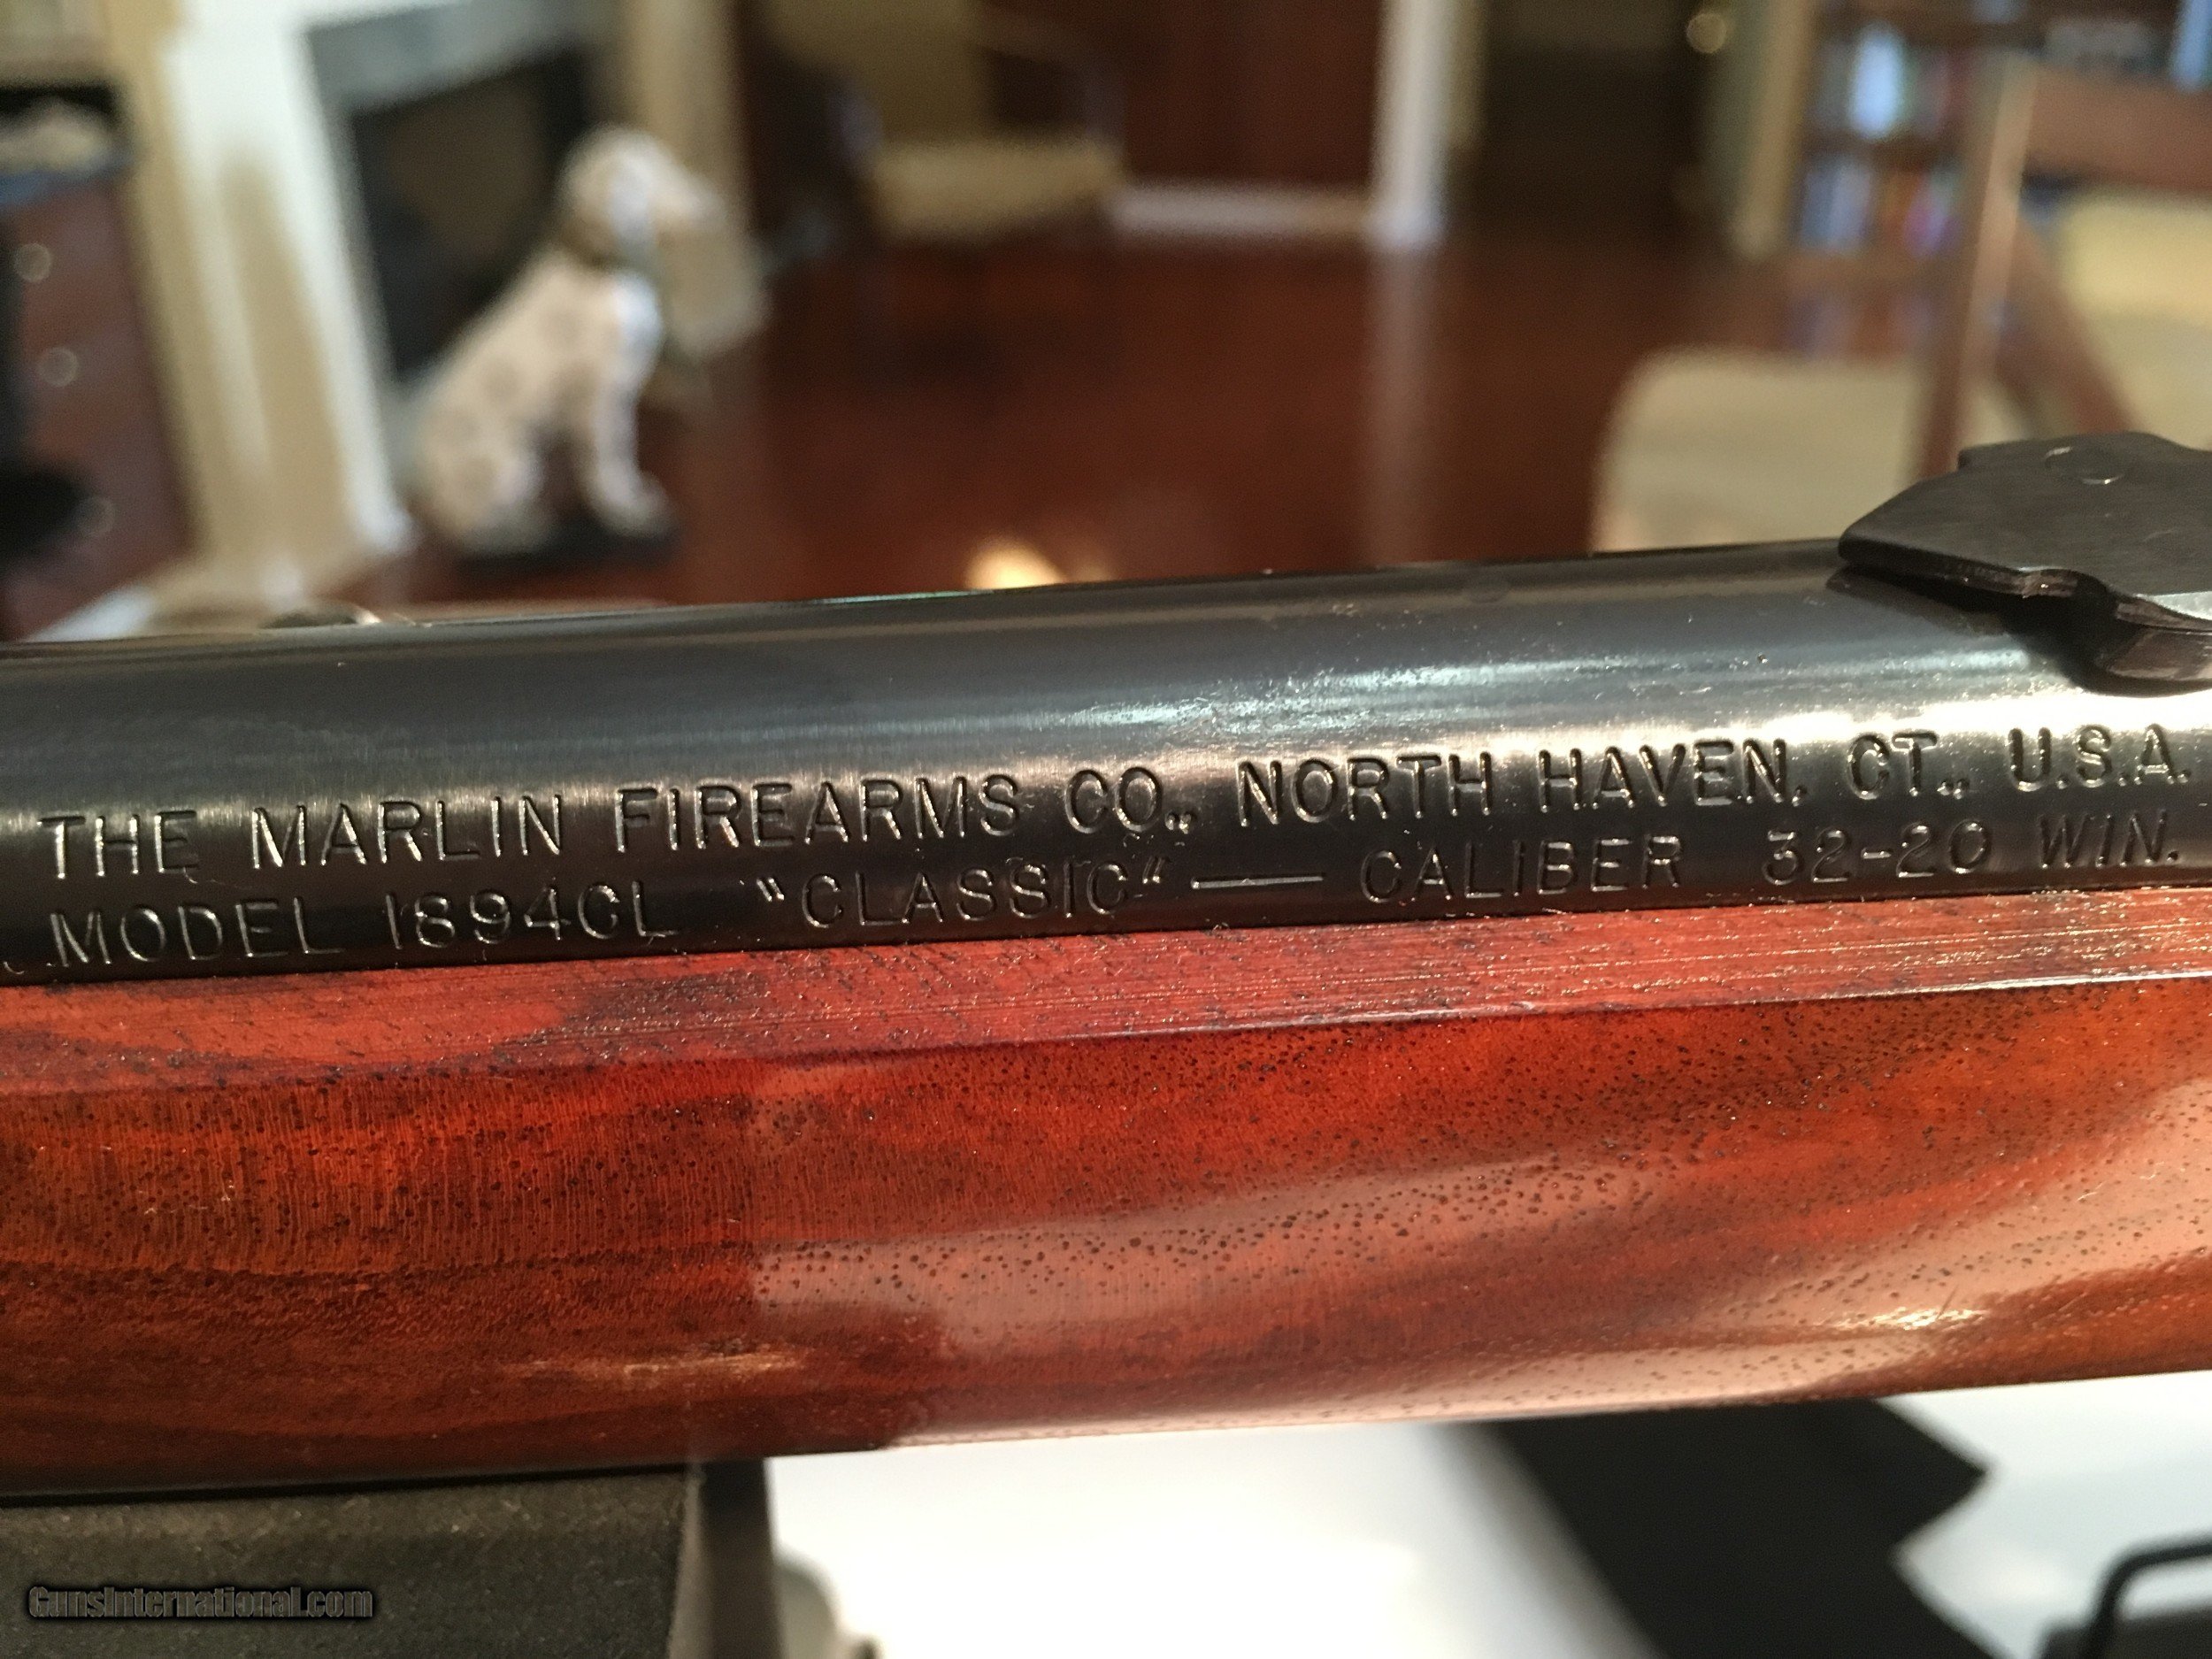 THE MARLIN FIREARMS CO., NORTH HAVEN, CT., U.S.A.
MODEL 1894CL "CLASSIC" — CALIBER 32-20 WIN.
GunsInternational.com